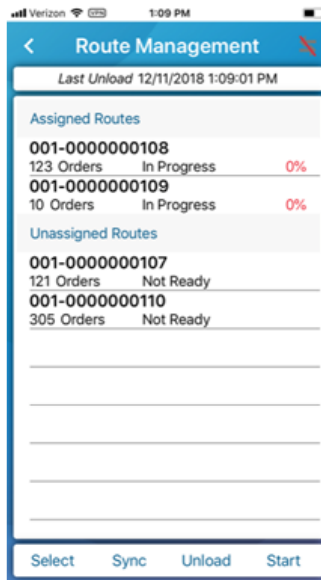 Verizon VPN 1:09 PM
Route Management
Last Unload 12/11/2018 1:09:01 PM
Assigned Routes
001-0000000108
123 Orders In Progress 0%
001-0000000109
10 Orders In Progress 0%
Unassigned Routes
001-0000000107
121 Orders Not Ready
001-0000000110
305 Orders Not Ready
Select Sync Unload Start